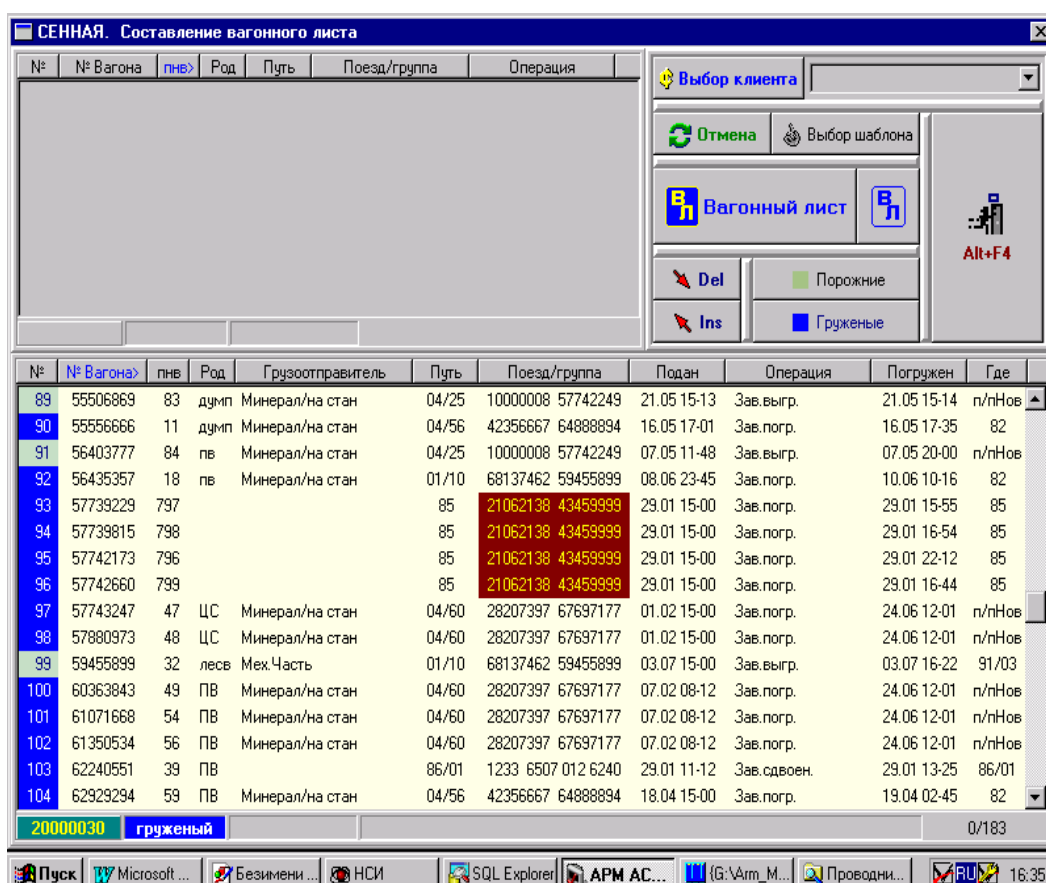 СЕННАЯ. Составление вагонного листа
№ № Вагона пнв> Род Путь Поезд/группа Операция
Выбор клиента
Отмена Выбор шаблона
ВЛ Вагонный лист ВЛ
Alt+F4
Del Порожние
Ins Груженые
№ № Вагона> пнв Род Грузоотправитель Путь Поезд/группа Подан Операция Погружен Где
89 55506869 83 думп Минерал/на стан 04/25 10000008 57742249 21.05 15-13 Зав.выгр. 21.05 15-14 п/пНов
90 55556666 11 думп Минерал/на стан 04/56 42356667 64888894 16.05 17-01 Зав.погр. 16.05 17-35 82
91 56403777 84 пв Минерал/на стан 04/25 10000008 57742249 07.05 11-48 Зав.выгр. 07.05 20-00 п/пНов
92 56435357 18 пв Минерал/на стан 01/10 68137462 59455899 08.06 23-45 Зав.погр. 10.06 10-16 82
93 57739229 797 85 21062138 43459999 29.01 15-00 Зав.погр. 29.01 15-55 85
94 57739815 798 85 21062138 43459999 29.01 15-00 Зав.погр. 29.01 16-54 85
95 57742173 796 85 21062138 43459999 29.01 15-00 Зав.погр. 29.01 22-12 85
96 57742660 799 85 21062138 43459999 29.01 15-00 Зав.погр. 29.01 16-44 85
97 57743247 47 ЦС Минерал/на стан 04/60 28207397 67697177 01.02 15-00 Зав.погр. 24.06 12-01 п/пНов
98 57880973 48 ЦС Минерал/на стан 04/60 28207397 67697177 01.02 15-00 Зав.погр. 24.06 12-01 п/пНов
99 59455899 32 лесв Мех.Часть 01/10 68137462 59455899 03.07 15-00 Зав.выгр. 03.07 16-22 91/03
100 60363843 49 ПВ Минерал/на стан 04/60 28207397 67697177 07.02 08-12 Зав.погр. 24.06 12-01 п/пНов
101 61071668 54 ПВ Минерал/на стан 04/60 28207397 67697177 07.02 08-12 Зав.погр. 24.06 12-01 п/пНов
102 61350534 56 ПВ Минерал/на стан 04/60 28207397 67697177 07.02 08-12 Зав.погр. 24.06 12-01 п/пНов
103 62240551 39 ПВ 86/01 1233 6507 012 6240 29.01 11-12 Зав.сдвоен. 29.01 13-25 86/01
104 62929294 59 ПВ Минерал/на стан 04/56 42356667 64888894 18.04 15-00 Зав.погр. 19.04 02-45 82
20000030 груженый 0/183
Пуск Microsoft ... Безимени ... НСИ SQL Explorer АРМ АС... {G:\Arm_M... Проводни... RU 16:35